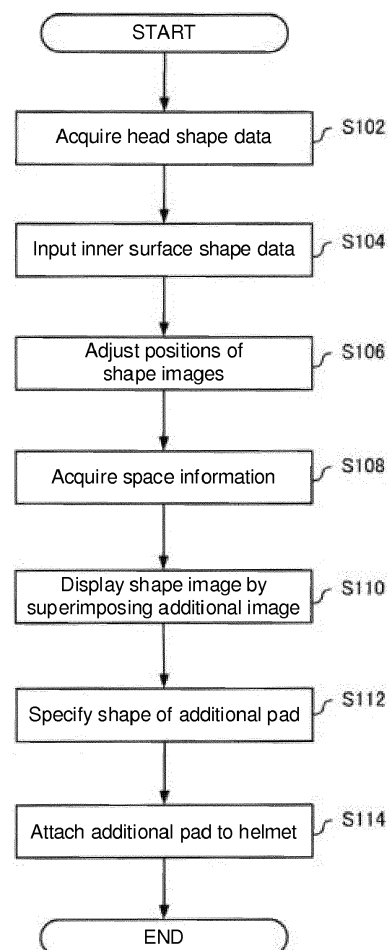 START
Acquire head shape data
S102
Input inner surface shape data
S104
Adjust positions of
shape images
S106
Acquire space information
S108
Display shape image by
superimposing additional image
S110
Specify shape of additional pad
S112
Attach additional pad to helmet
S114
END